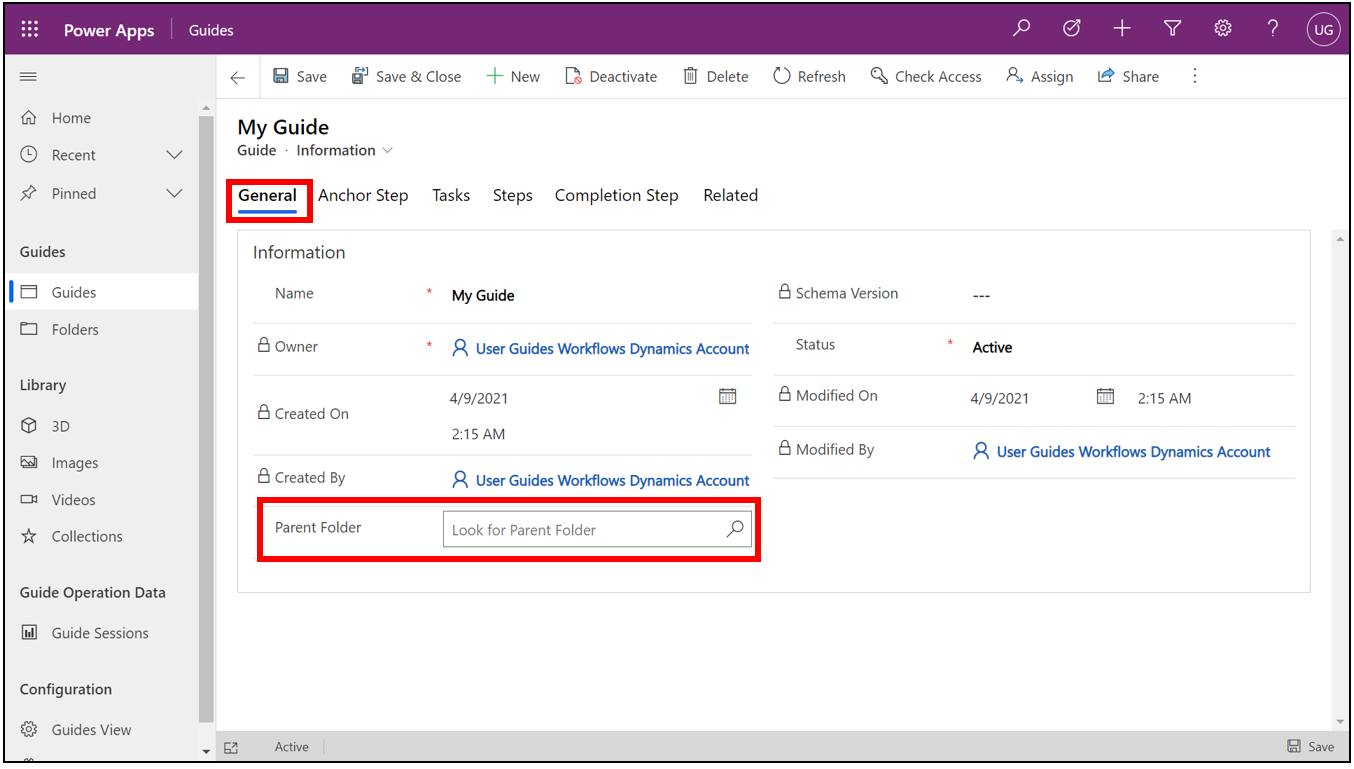 Power Apps Guides UG
Save Save & Close New Deactivate Delete Refresh Check Access Assign Share
Home
Recent
Pinned
Guides
Guides
Folders
Library
3D
Images
Videos
Collections
Guide Operation Data
Guide Sessions
Configuration
Guides View
My Guide
Guide · Information
General Anchor Step Tasks Steps Completion Step Related
Information
Name * My Guide
Owner * User Guides Workflows Dynamics Account
Created On 4/9/2021
2:15 AM
Created By User Guides Workflows Dynamics Account
Parent Folder Look for Parent Folder
Schema Version ---
Status * Active
Modified On 4/9/2021 2:15 AM
Modified By User Guides Workflows Dynamics Account
Active Save